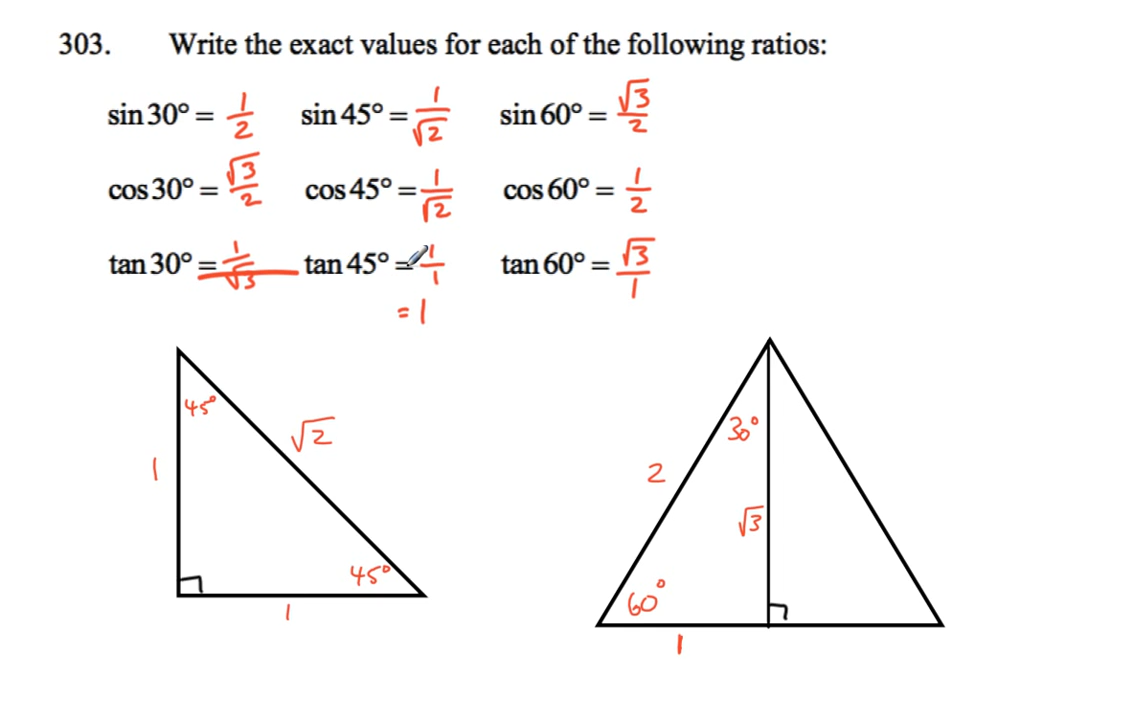 303. Write the exact values for each of the following ratios:
sin 30° = 1/2 sin 45° = 1/√2 sin 60° = √3/2
cos 30° = √3/2 cos 45° = 1/√2 cos 60° = 1/2
tan 30° = 1/√3 tan 45° = 1/1 tan 60° = √3/1
= 1
45°
√2
1
45°
1
30°
2
√3
60°
1